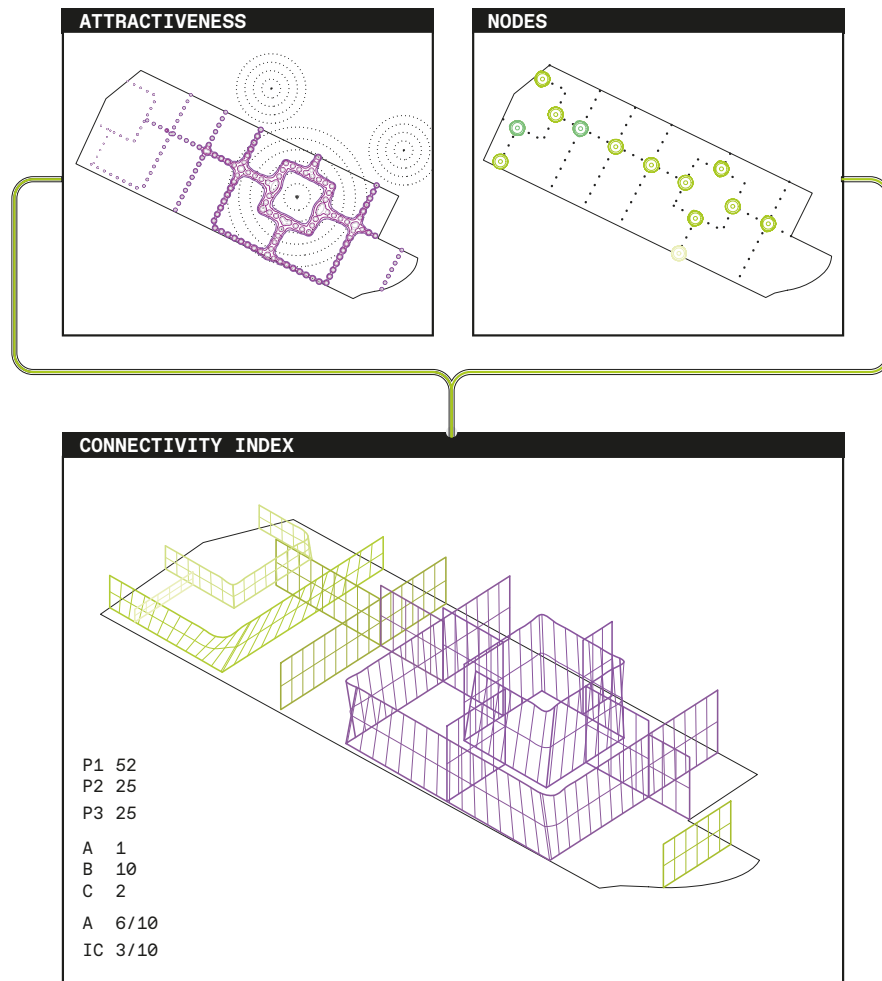 ATTRACTIVENESS
NODES
CONNECTIVITY INDEX
P1 52
P2 25
P3 25
A 1
B 10
C 2
A 6/10
IC 3/10